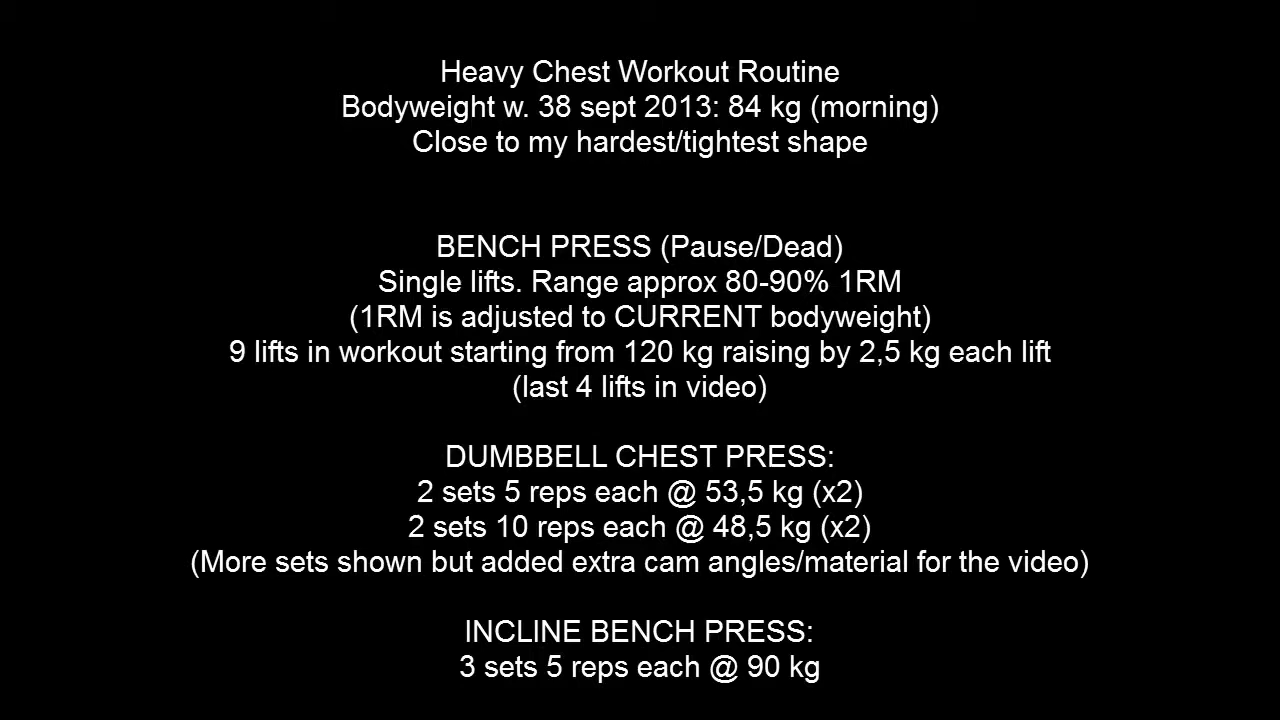 Heavy Chest Workout Routine
Bodyweight w. 38 sept 2013: 84 kg (morning)
Close to my hardest/tightest shape
BENCH PRESS (Pause/Dead)
Single lifts. Range approx 80-90% 1RM
(1RM is adjusted to CURRENT bodyweight)
9 lifts in workout starting from 120 kg raising by 2,5 kg each lift
(last 4 lifts in video)
DUMBBELL CHEST PRESS:
2 sets 5 reps each @ 53,5 kg (x2)
2 sets 10 reps each @ 48,5 kg (x2)
(More sets shown but added extra cam angles/material for the video)
INCLINE BENCH PRESS:
3 sets 5 reps each @ 90 kg